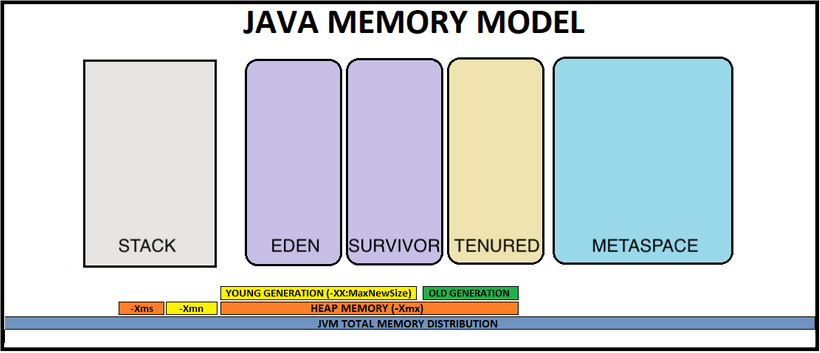 JAVA MEMORY MODEL
STACK
EDEN
SURVIVOR
TENURED
METASPACE
YOUNG GENERATION (-XX:MaxNewSize)
OLD GENERATION
-Xms
-Xmn
HEAP MEMORY (-Xmx)
JVM TOTAL MEMORY DISTRIBUTION